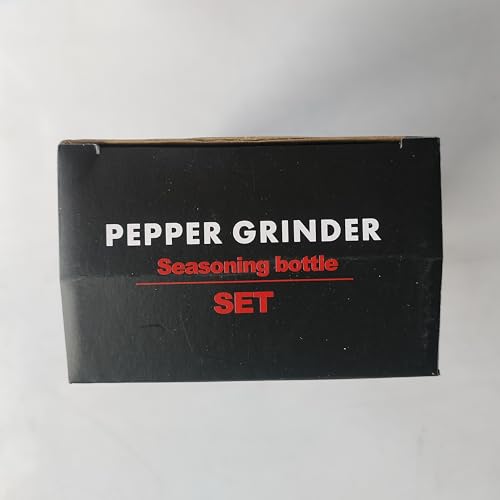 PEPPER GRINDER
Seasoning bottle
SET